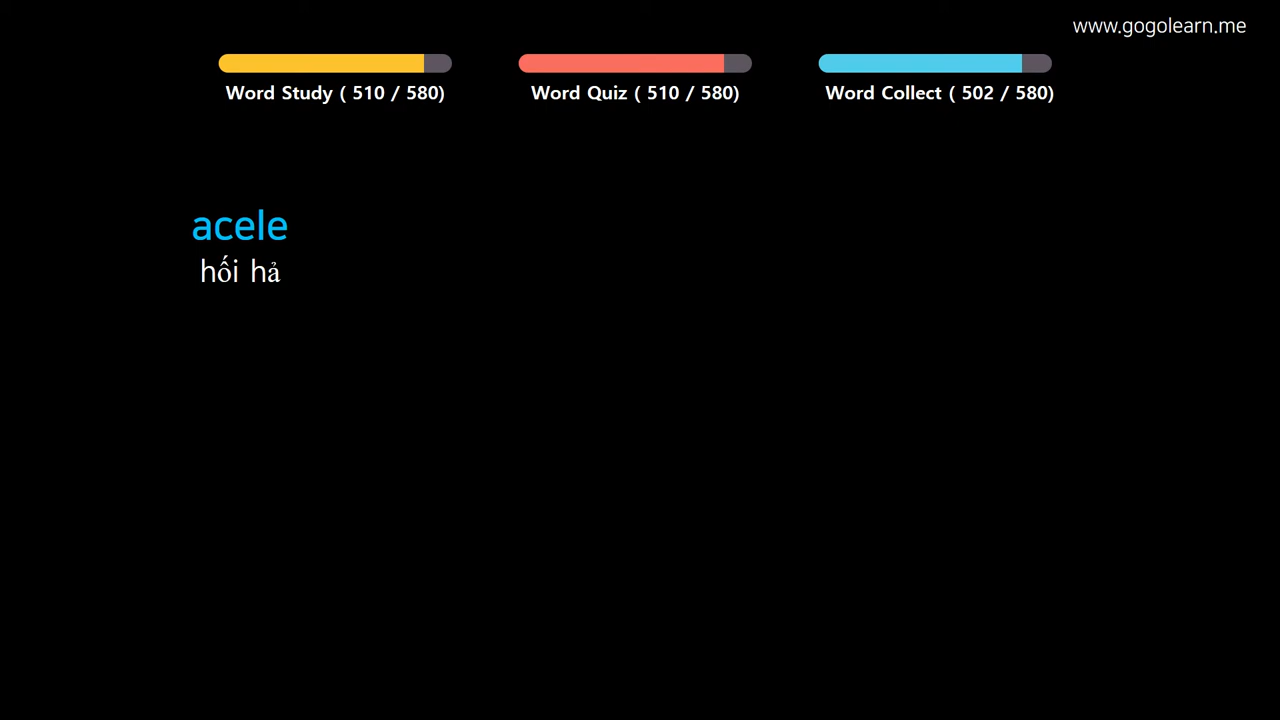 www.gogolearn.me
Word Study ( 510 / 580)
Word Quiz ( 510 / 580)
Word Collect ( 502 / 580)
acele
hối hả